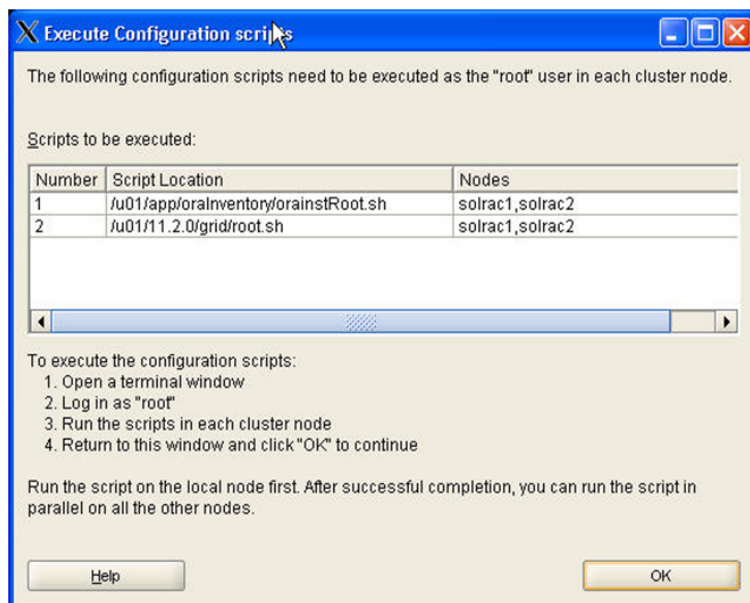 Execute Configuration scripts
The following configuration scripts need to be executed as the "root" user in each cluster node.
Scripts to be executed:
Number Script Location Nodes
1 /u01/app/oraInventory/orainstRoot.sh solrac1,solrac2
2 /u01/11.2.0/grid/root.sh solrac1,solrac2
To execute the configuration scripts:
1. Open a terminal window
2. Log in as "root"
3. Run the scripts in each cluster node
4. Return to this window and click "OK" to continue
Run the script on the local node first. After successful completion, you can run the script in
parallel on all the other nodes.
Help OK